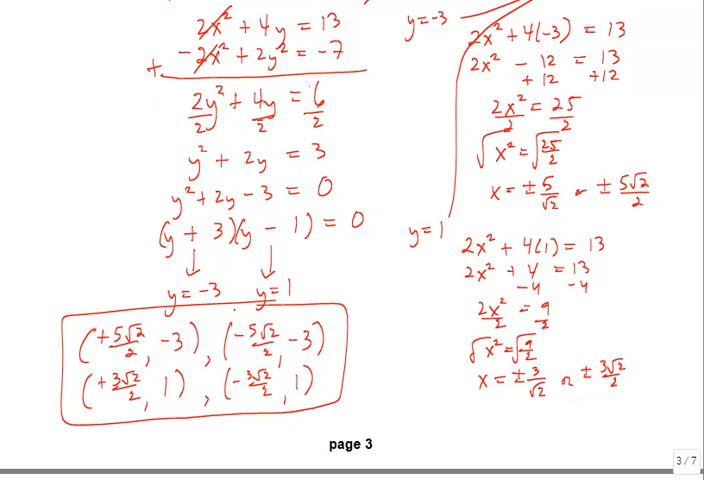 2x² + 4y = 13
+ -2x² + 2y² = -7
2y²/2 + 4y/2 = 6/2
y² + 2y = 3
y² + 2y - 3 = 0
(y + 3)(y - 1) = 0
y = -3 y = 1
(+5√2/2, -3), (-5√2/2, -3)
(+3√2/2, 1), (-3√2/2, 1)
y = -3
2x² + 4(-3) = 13
2x² - 12 = 13
+12 +12
2x²/2 = 25/2
√x² = √25/2
x = ± 5/√2 or ± 5√2/2
y = 1
2x² + 4(1) = 13
2x² + 4 = 13
-4 -4
2x²/2 = 9/2
√x² = √9/2
x = ± 3/√2 or ± 3√2/2
page 3
3 / 7